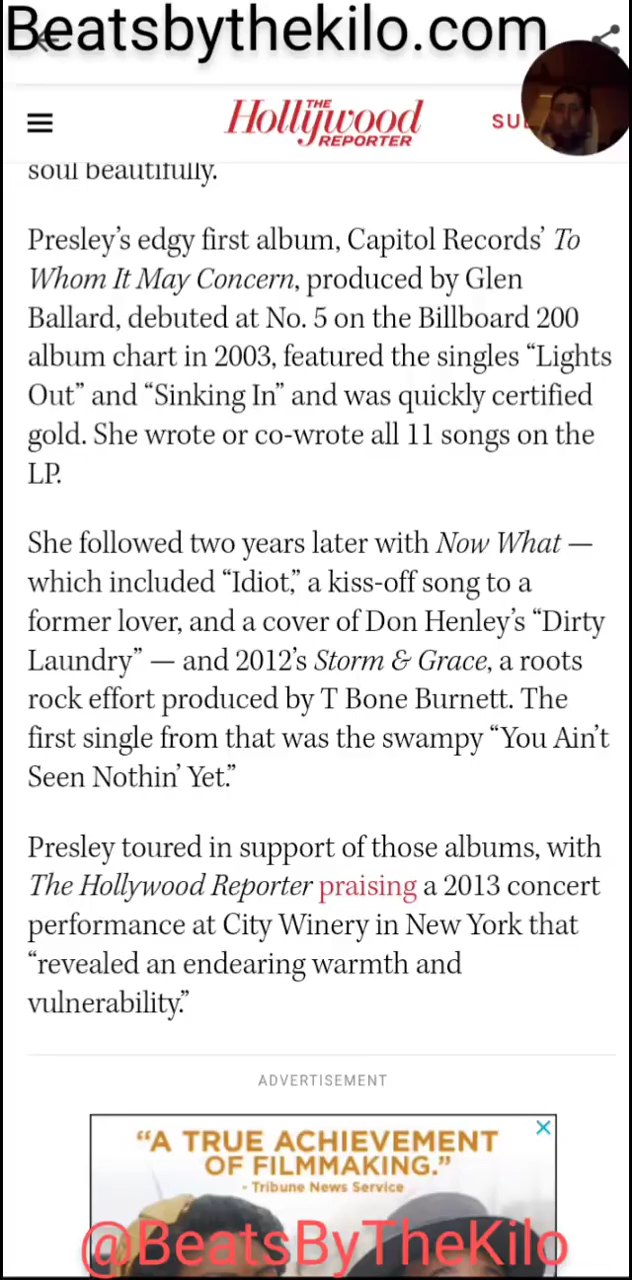 Beatsbythekilo.com
THE
Hollywood
REPORTER
SU
soul beautifully.
Presley’s edgy first album, Capitol Records’ To
Whom It May Concern, produced by Glen
Ballard, debuted at No. 5 on the Billboard 200
album chart in 2003, featured the singles “Lights
Out” and “Sinking In” and was quickly certified
gold. She wrote or co-wrote all 11 songs on the
LP.
She followed two years later with Now What —
which included “Idiot,” a kiss-off song to a
former lover, and a cover of Don Henley’s “Dirty
Laundry” — and 2012’s Storm & Grace, a roots
rock effort produced by T Bone Burnett. The
first single from that was the swampy “You Ain’t
Seen Nothin’ Yet.”
Presley toured in support of those albums, with
The Hollywood Reporter praising a 2013 concert
performance at City Winery in New York that
“revealed an endearing warmth and
vulnerability.”
ADVERTISEMENT
“A TRUE ACHIEVEMENT
OF FILMMAKING.”
- Tribune News Service
@BeatsByTheKilo